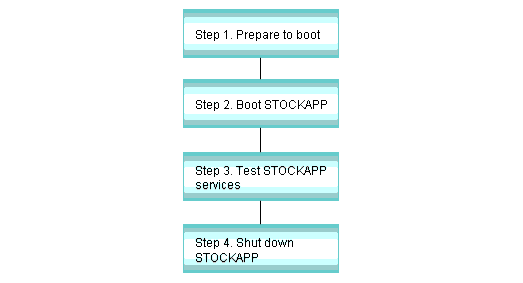 Step 1. Prepare to boot
Step 2. Boot STOCKAPP
Step 3. Test STOCKAPP
services
Step 4. Shut down
STOCKAPP